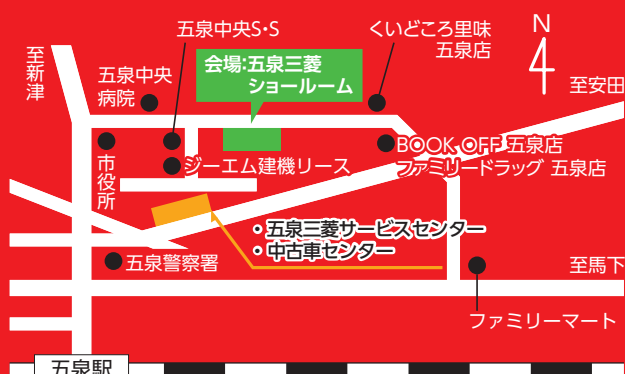 五泉中央S・S
くいどころ里味
五泉店
N
至新津
五泉中央
病院
会場:五泉三菱
ショールーム
至安田
市役所
ジーエム建機リース
BOOK OFF 五泉店
ファミリードラッグ 五泉店
・五泉三菱サービスセンター
・中古車センター
五泉警察署
至馬下
ファミリーマート
五泉駅